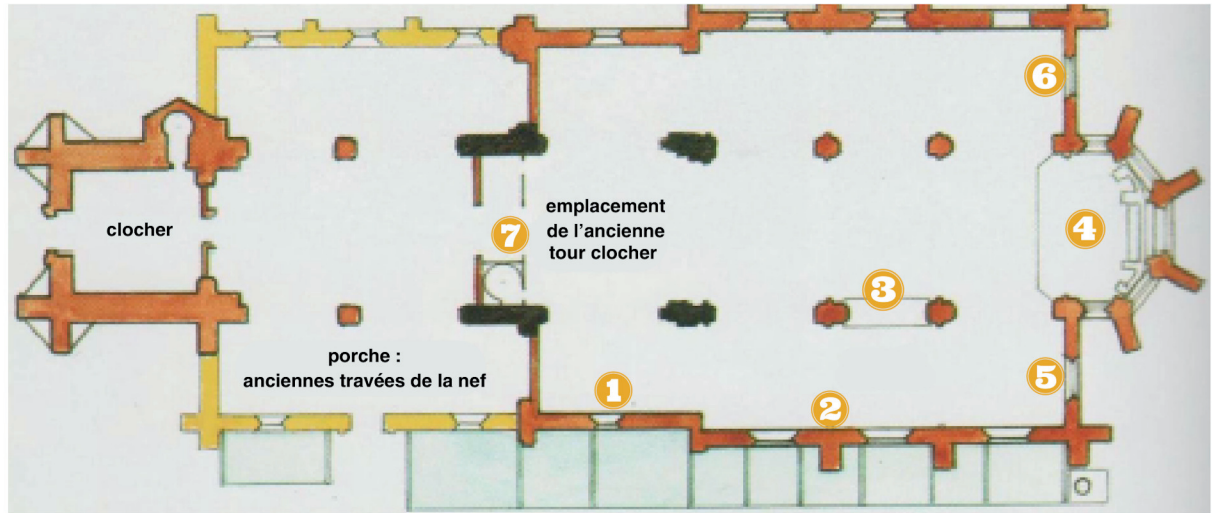 6
clocher
7
emplacement
de l'ancienne
tour clocher
4
3
porche :
anciennes travées de la nef
1
2
5